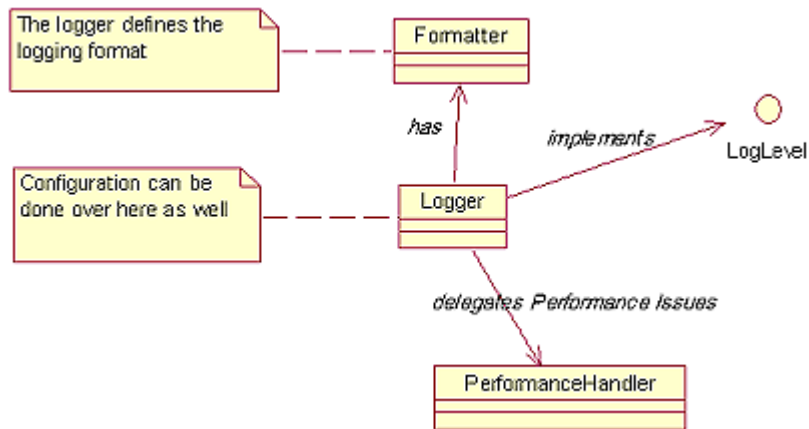 The logger defines the
logging format
Formatter
has
implements
LogLevel
Configuration can be
done over here as well
Logger
delegates Performance Issues
PerformanceHandler